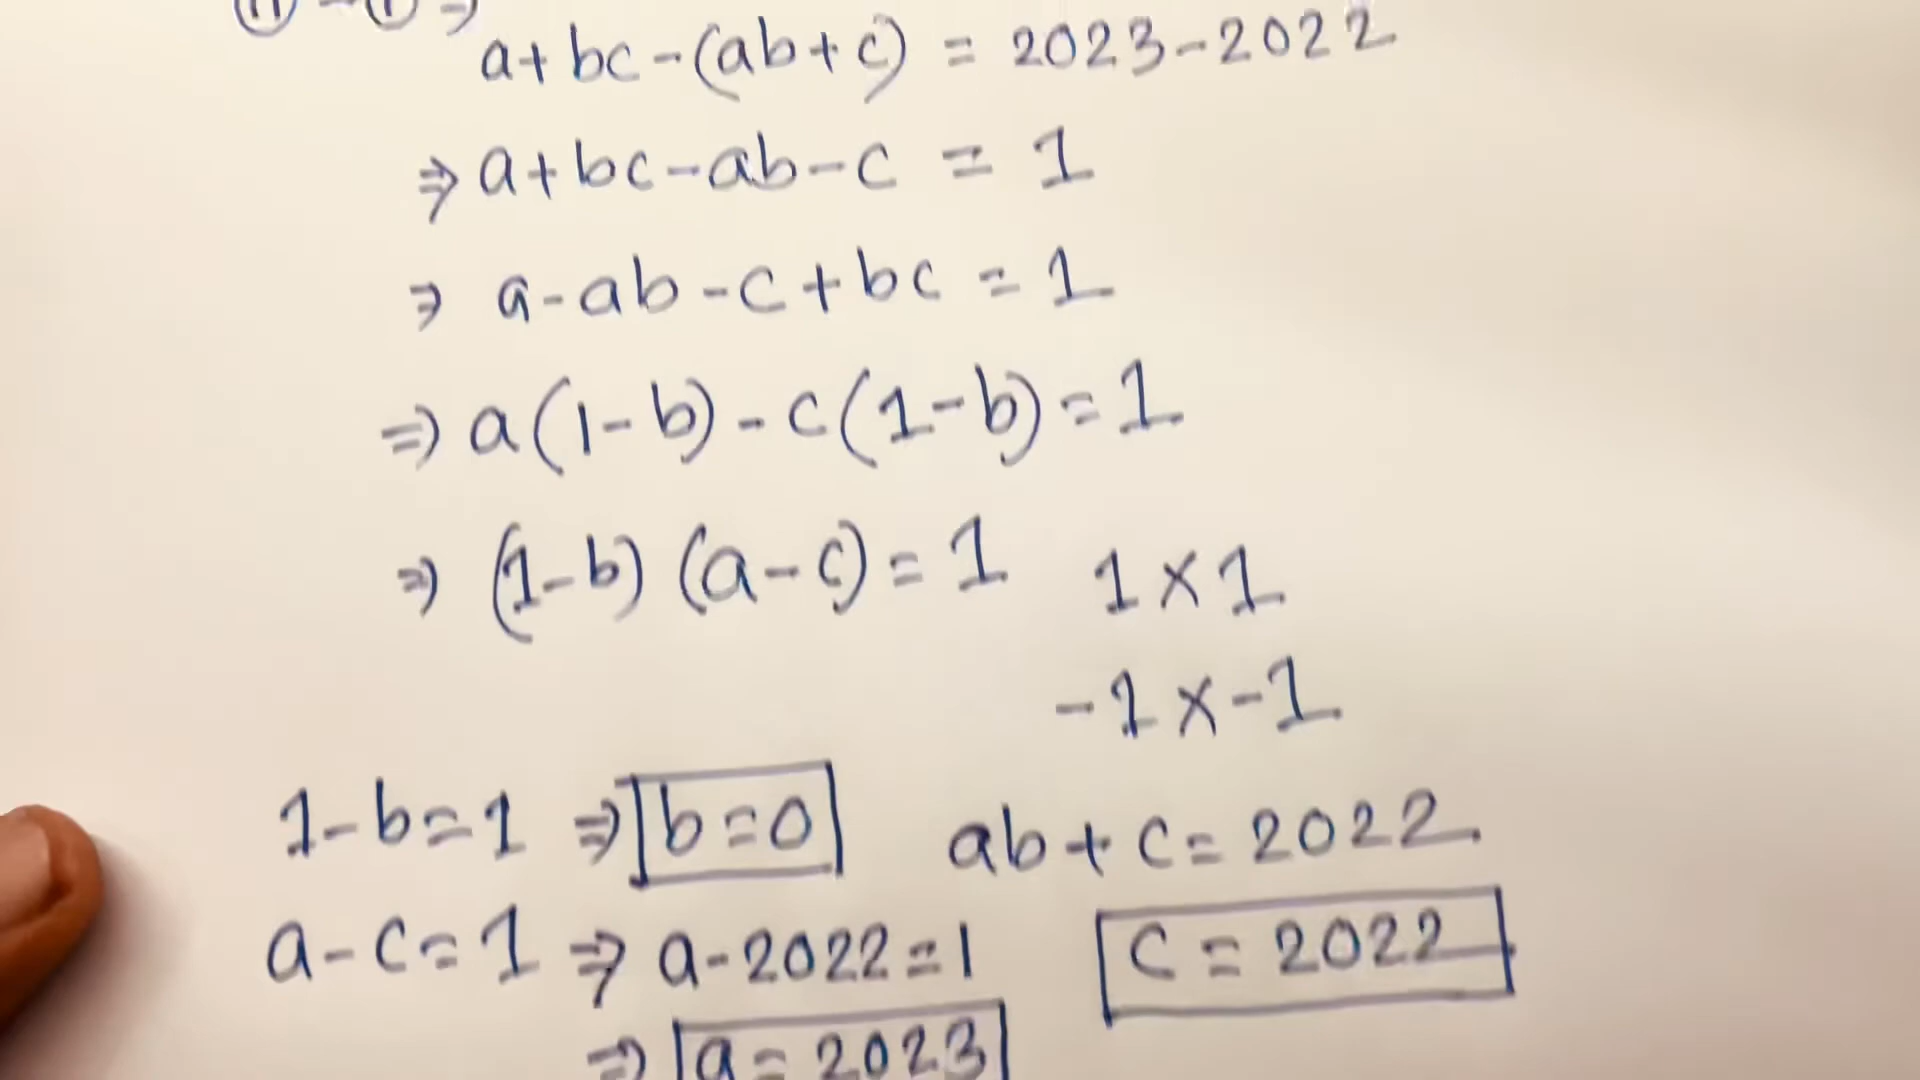 (ii) - (i) ⇒
a + bc - (ab + c) = 2023 - 2022
⇒ a + bc - ab - c = 1
⇒ a - ab - c + bc = 1
⇒ a(1 - b) - c(1 - b) = 1
⇒ (1 - b) (a - c) = 1 1 × 1
-1 × -1
1 - b = 1 ⇒ b = 0 ab + c = 2022
a - c = 1 ⇒ a - 2022 = 1 c = 2022
⇒ a = 2023